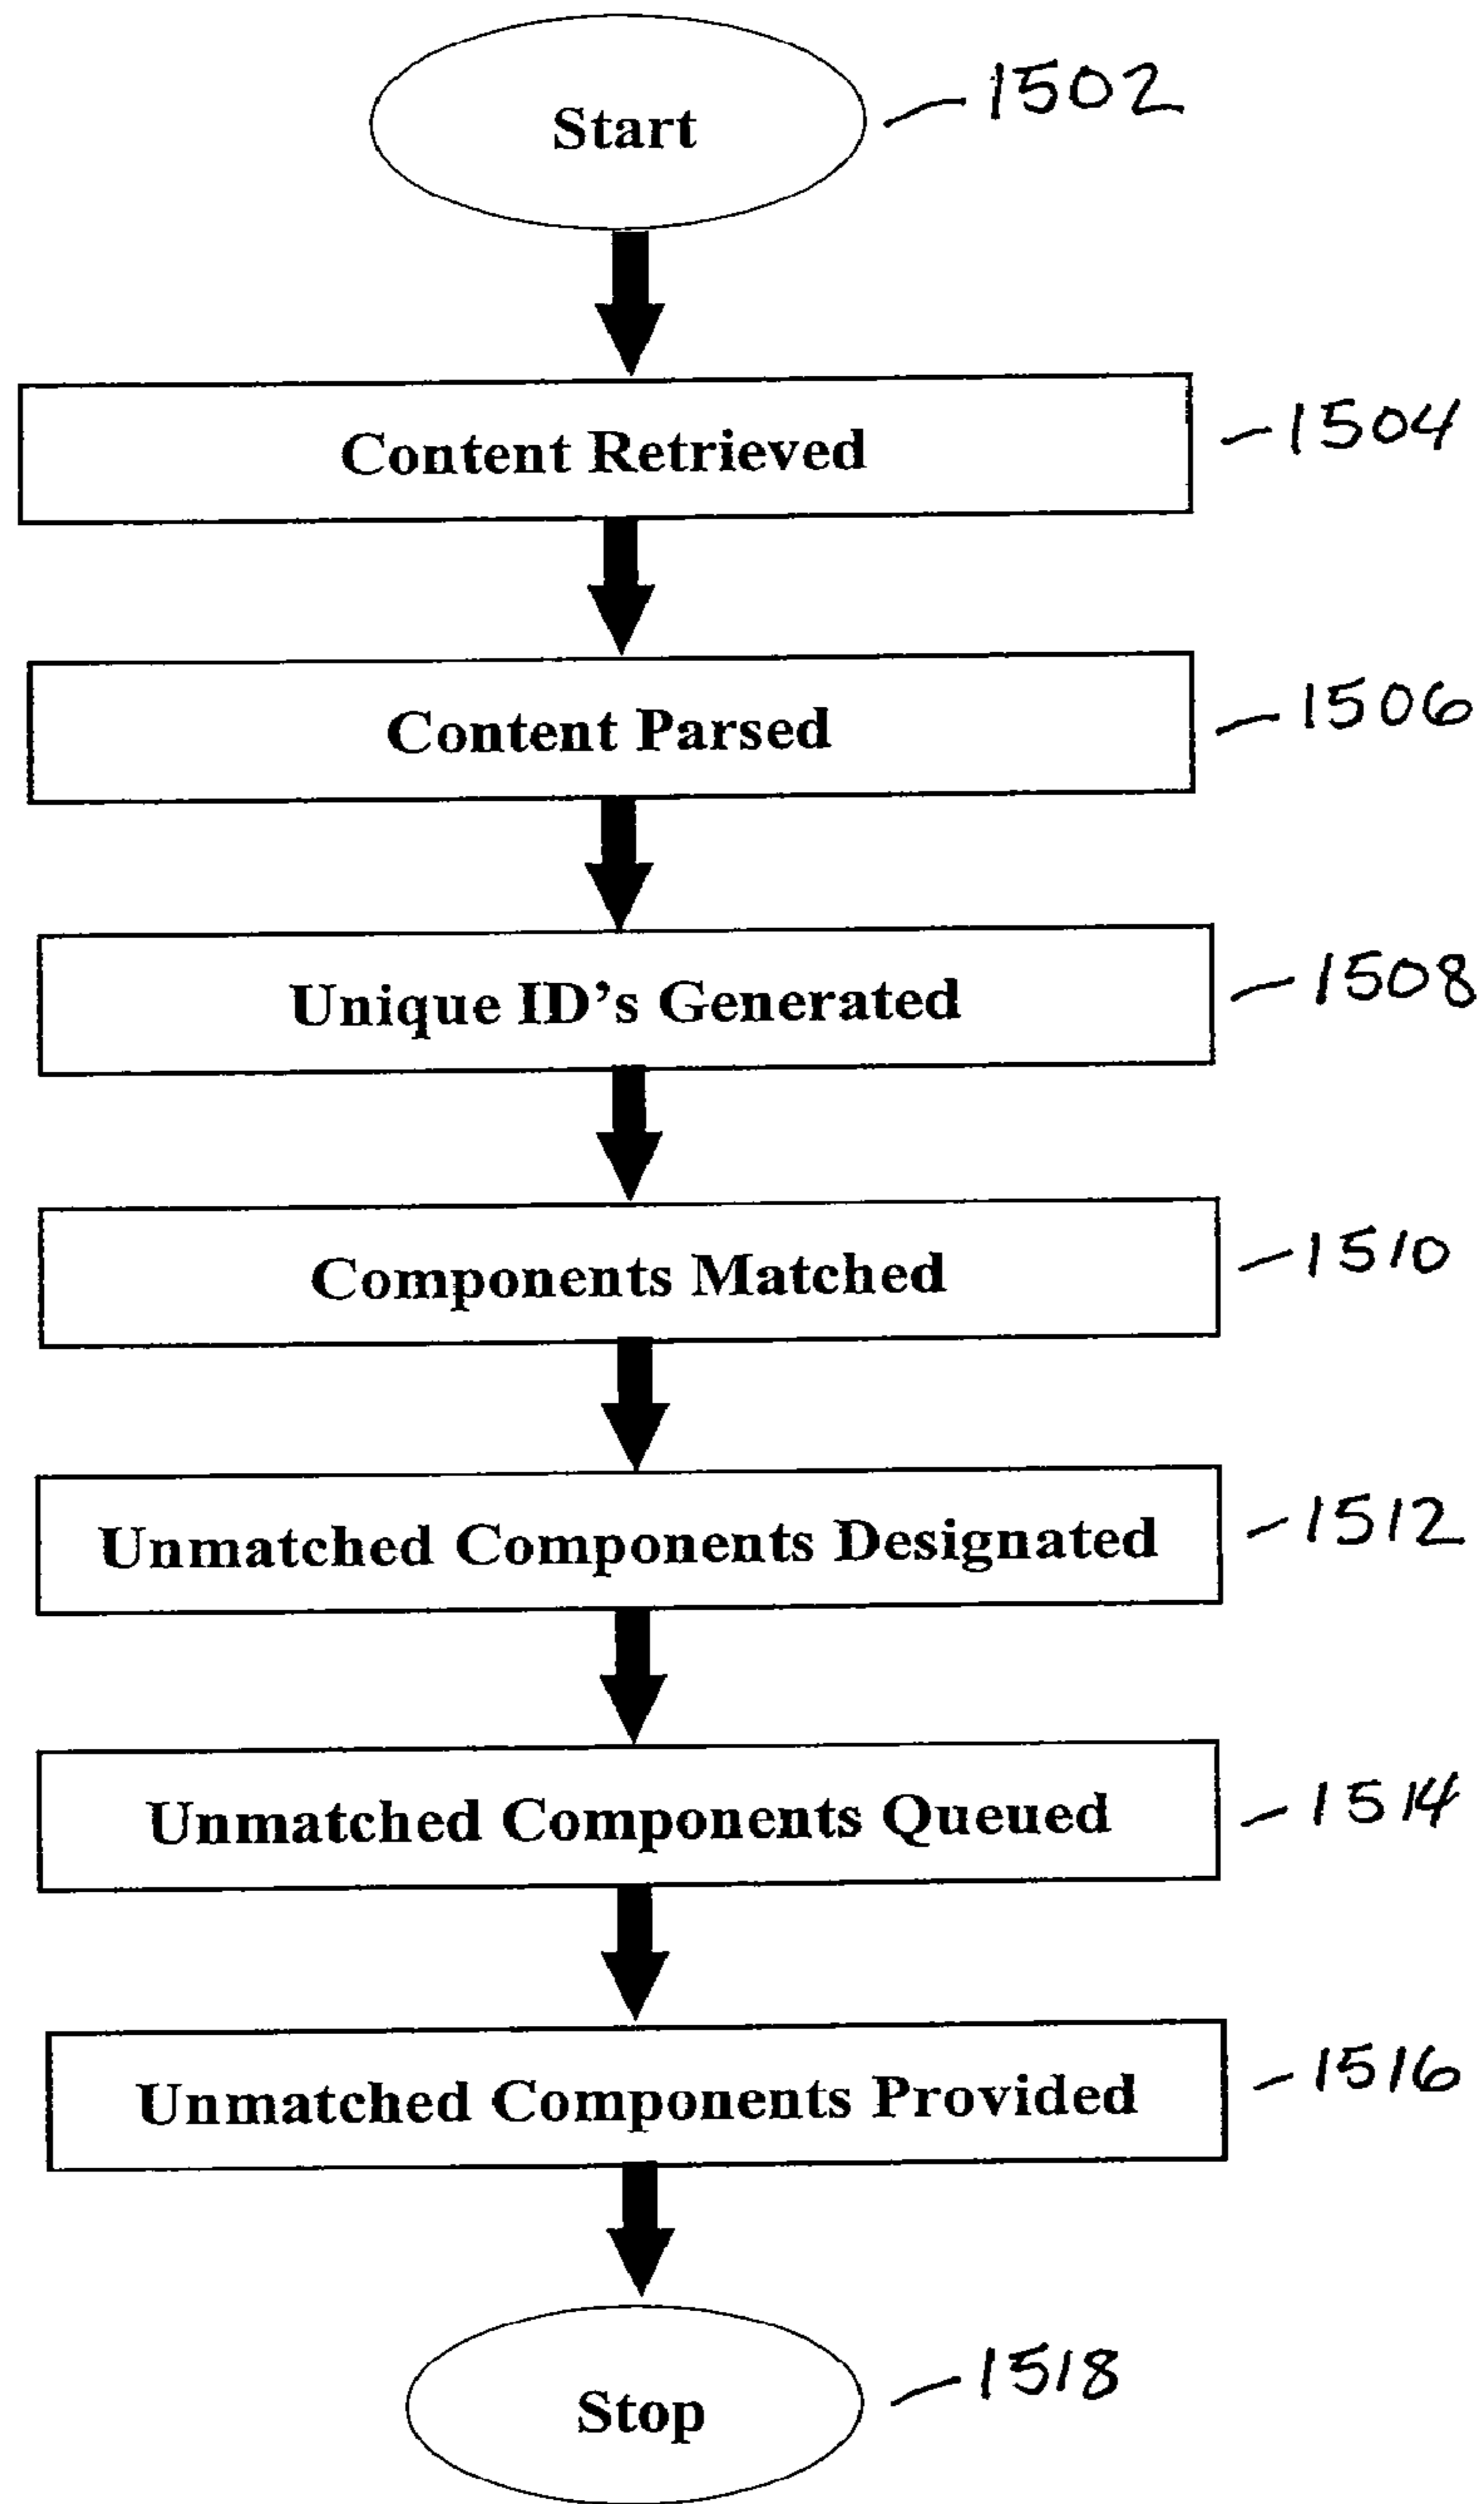 Start
1502
Content Retrieved
1504
Content Parsed
1506
Unique ID's Generated
1508
Components Matched
1510
Unmatched Components Designated
1512
Unmatched Components Queued
1514
Unmatched Components Provided
1516
Stop
1518